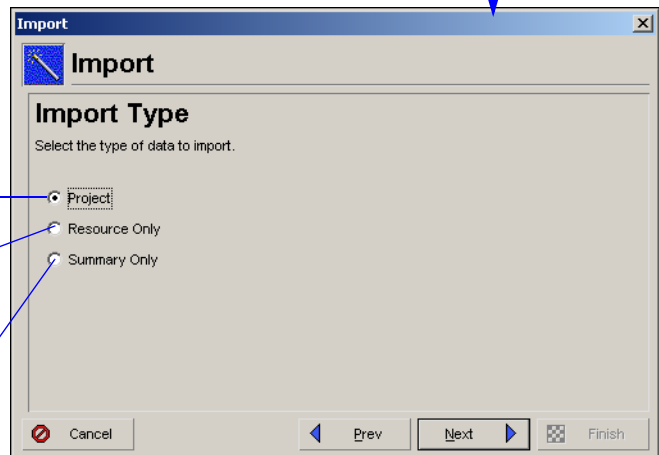 Import
Import
Import Type
Select the type of data to import.
Project
Resource Only
Summary Only
Cancel
Prev
Next
Finish